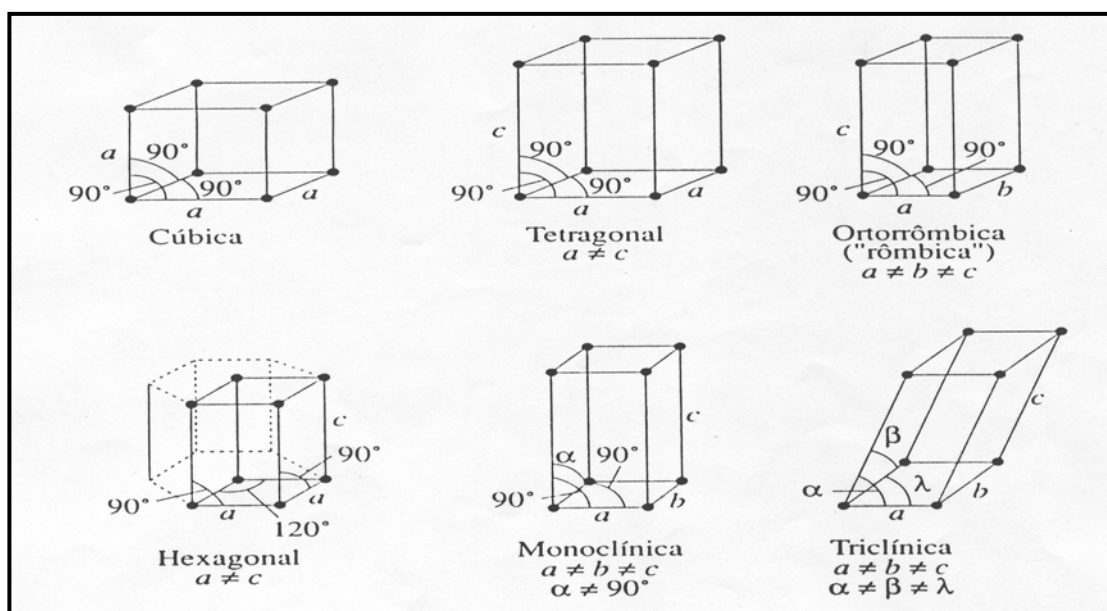 a
90°
90°
90°
a
a
Cúbica
c
90°
90°
90°
a
a
Tetragonal
a ≠ c
c
90°
90°
90°
a
b
Ortorrômbica
("rômbica")
a ≠ b ≠ c
c
90°
90°
a
a
120°
Hexagonal
a ≠ c
c
α
90°
90°
a
b
Monoclínica
a ≠ b ≠ c
α ≠ 90°
c
β
α
λ
a
b
Triclínica
a ≠ b ≠ c
α ≠ β ≠ λ